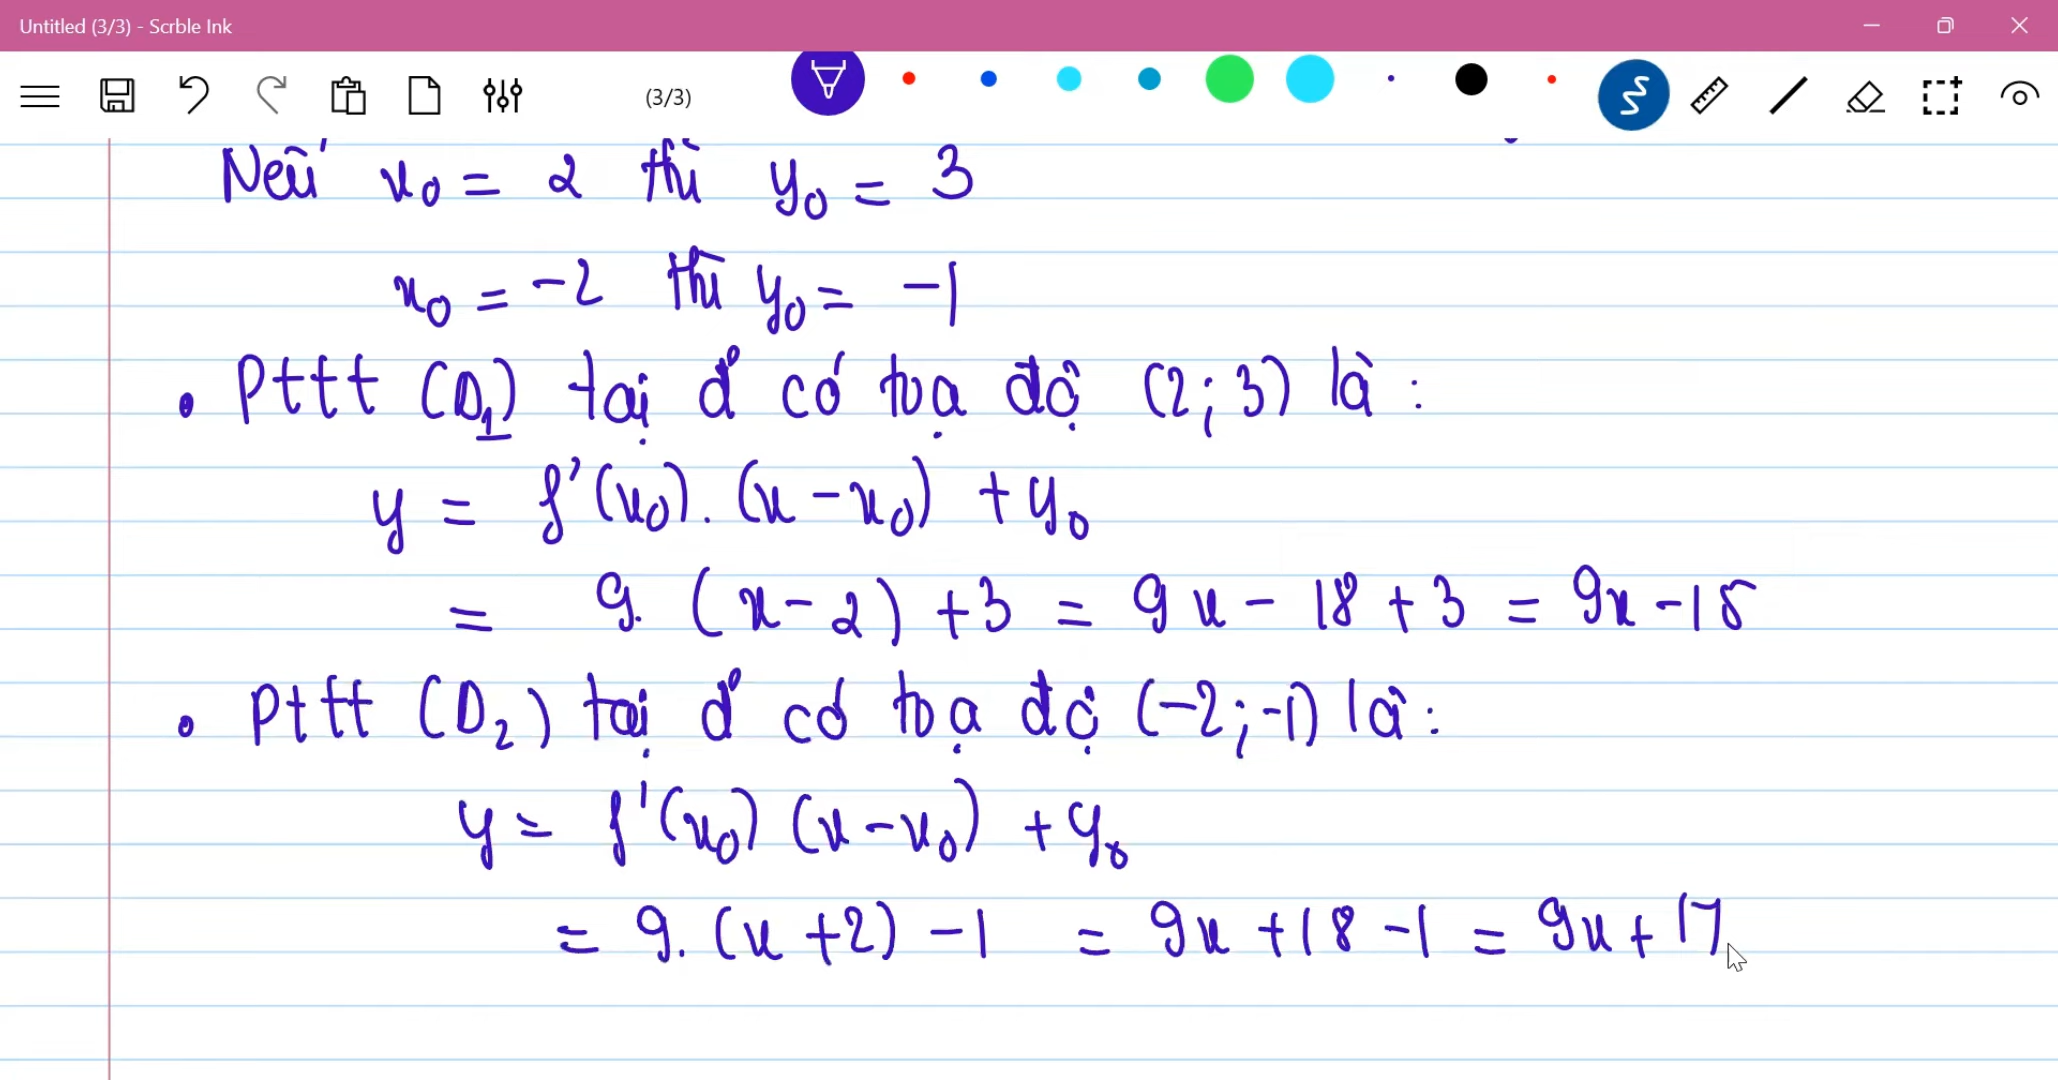 Untitled (3/3) - Scrble Ink
(3/3)
Nếu x₀ = 2 thì y₀ = 3
x₀ = -2 thì y₀ = -1
• Pttt (D₁) tại đ' có toạ độ (2; 3) là :
y = f'(x₀). (x - x₀) + y₀
= 9. (x - 2) + 3 = 9x - 18 + 3 = 9x - 15
• Pttt (D₂) tại đ' có toạ độ (-2; -1) là :
y = f'(x₀) (x - x₀) + y₀
= 9. (x + 2) - 1 = 9x + 18 - 1 = 9x + 17